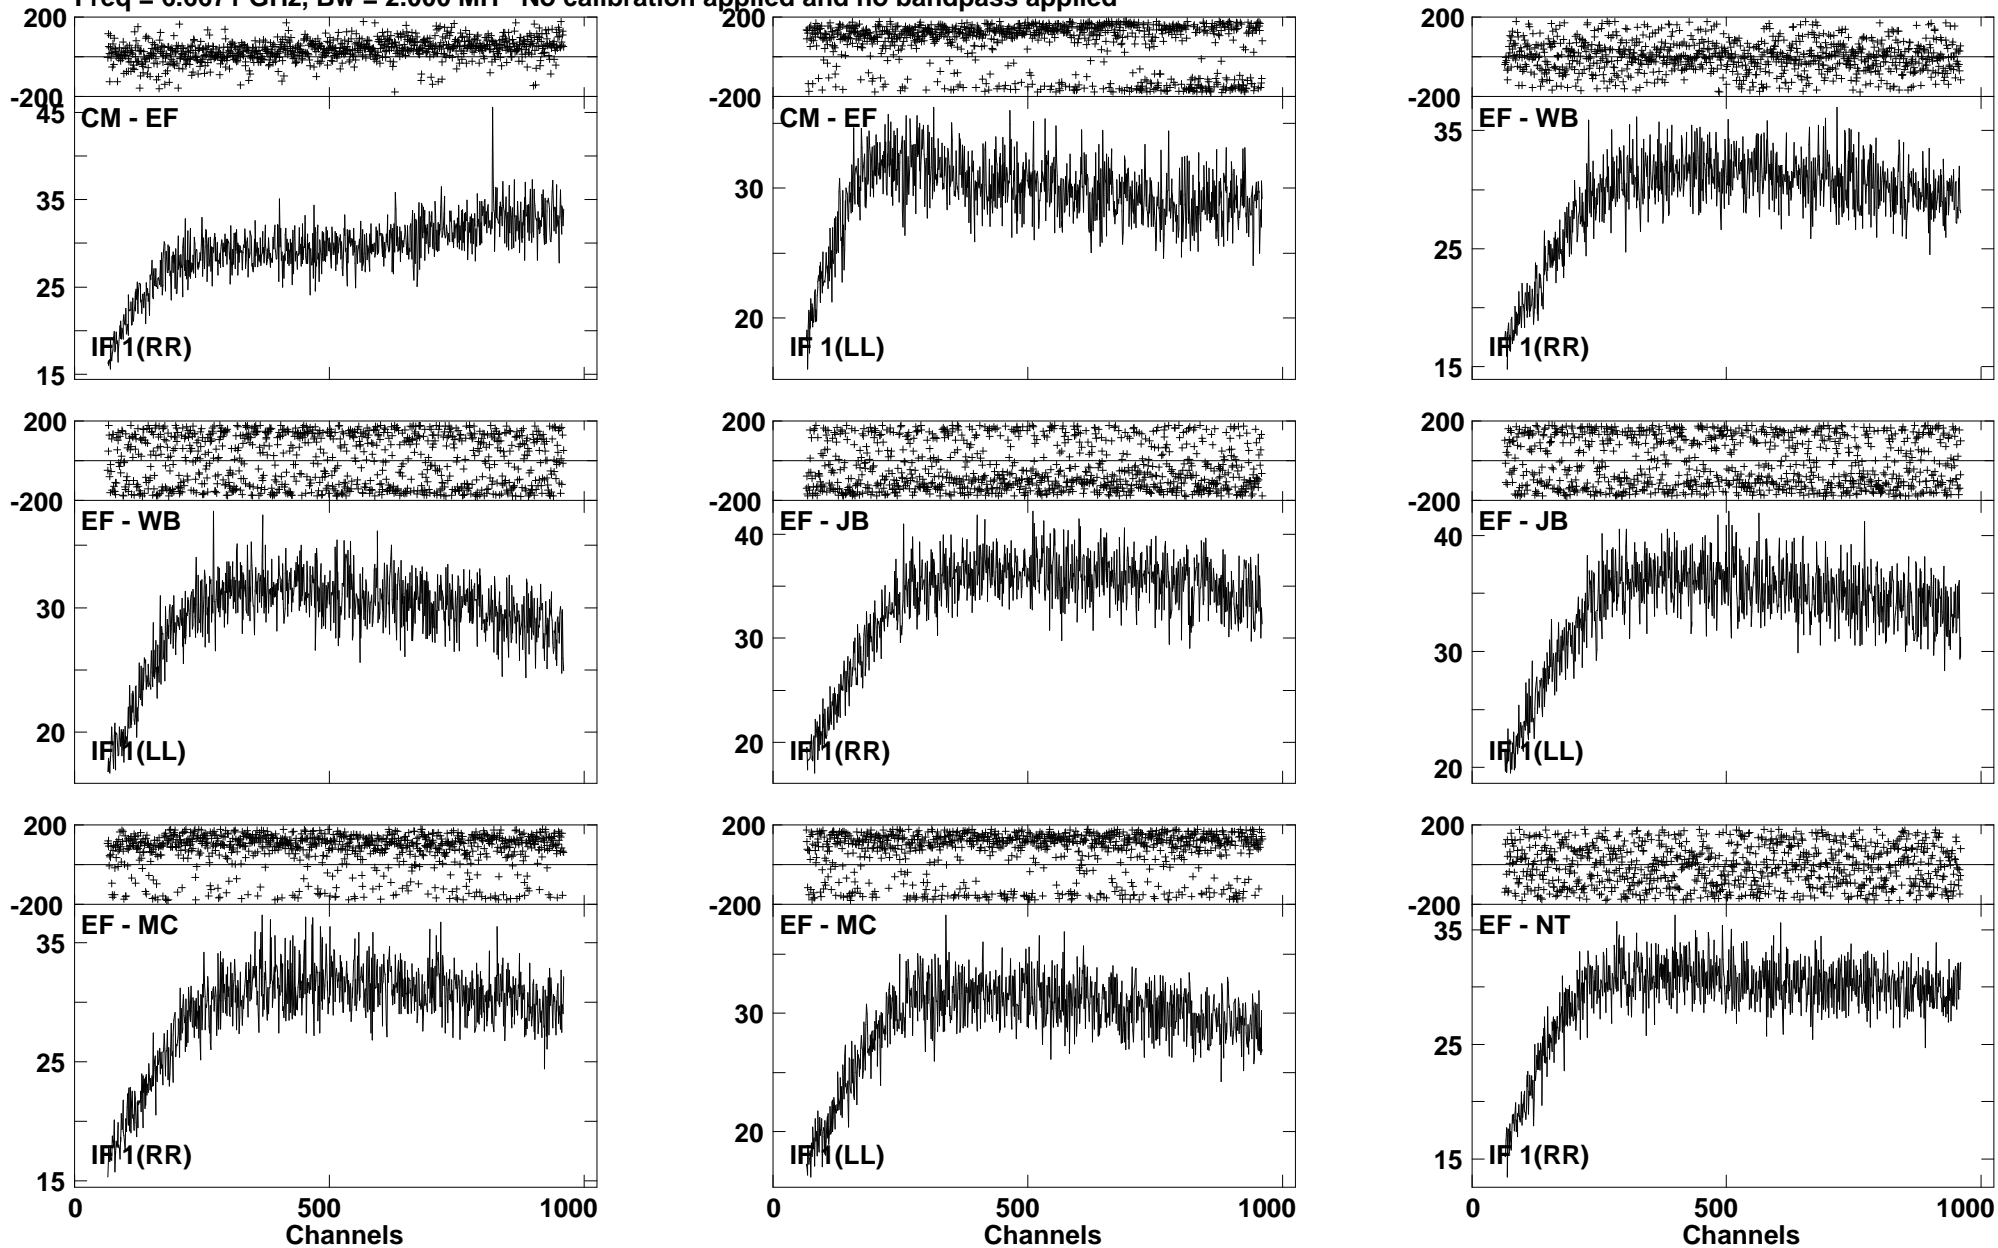 No calibration applied and no bandpass applied
200
-200
45
35
25
15
CM - EF
IF 1(RR)
-200
30
20
CM - EF
IF 1(LL)
200
-200
35
25
15
EF - WB
IF 1(RR)
200
-200
30
20
EF - WB
IF 1(LL)
200
-200
40
30
20
EF - JB
IF 1(RR)
200
-200
40
30
20
EF - JB
IF 1(LL)
200
-200
35
25
15
EF - MC
IF 1(RR)
0 500 1000
Channels
200
-200
30
20
EF - MC
IF 1(LL)
0 500 1000
Channels
200
-200
35
25
15
EF - NT
IF 1(RR)
0 500 1000
Channels